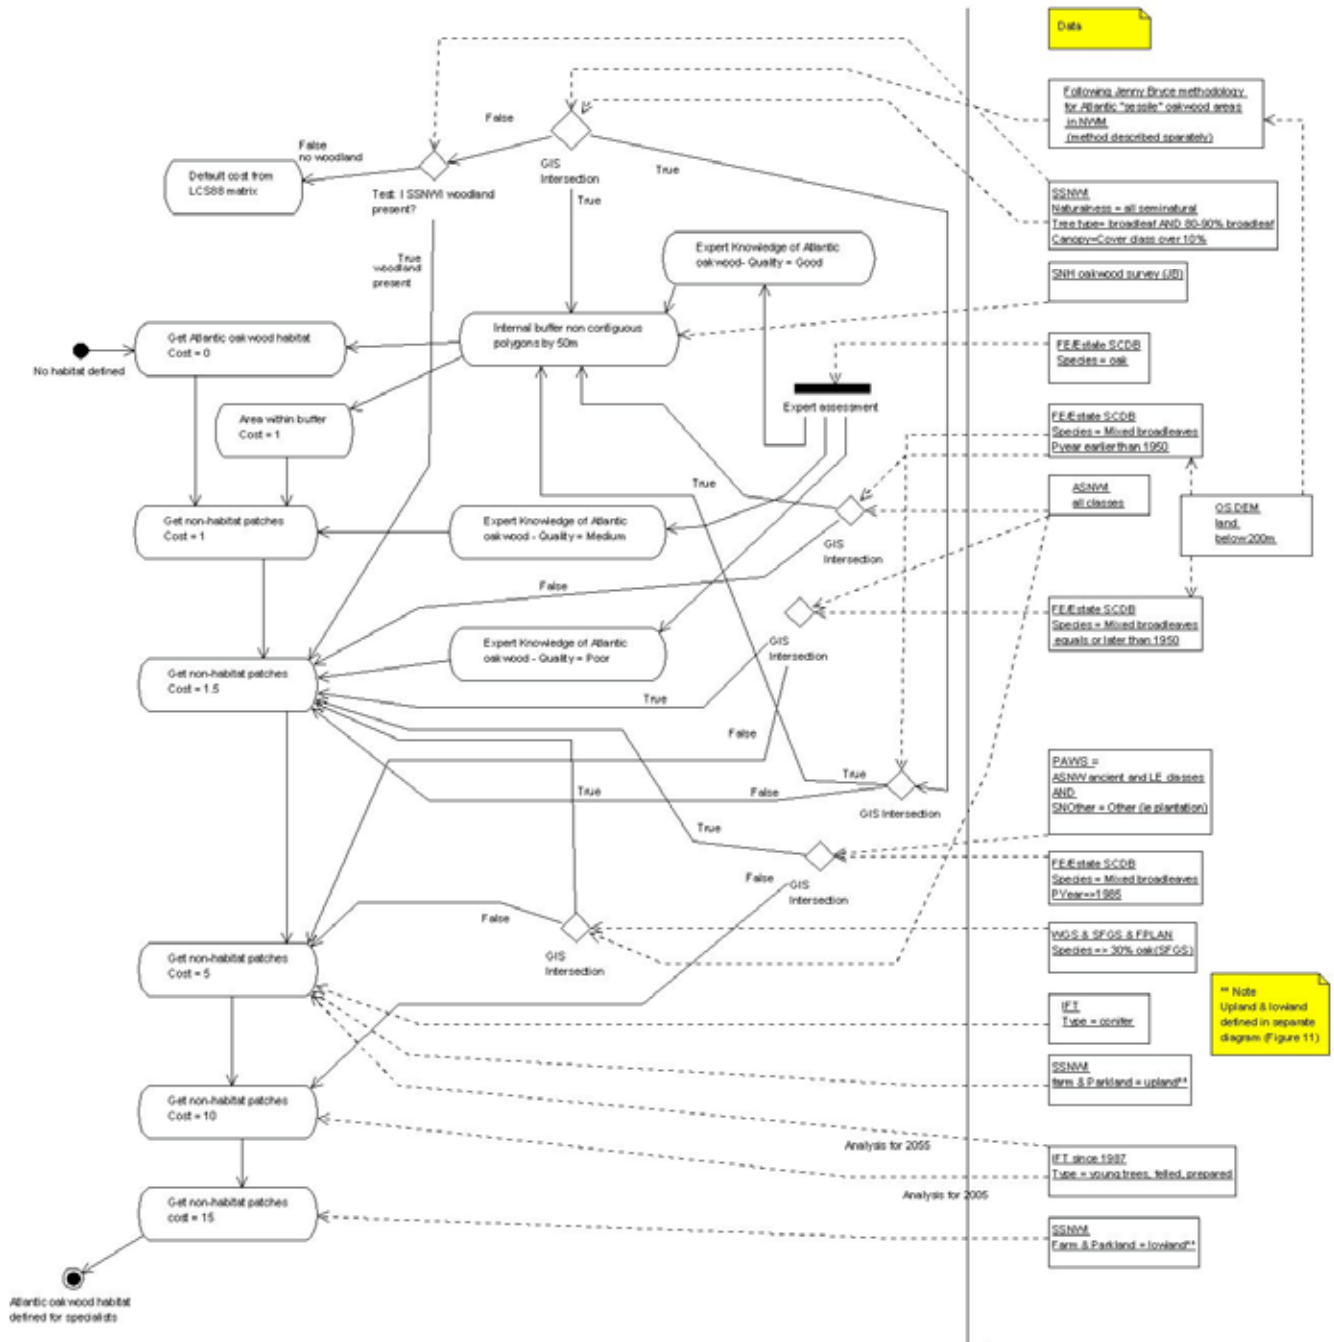 Data
Following Jenny Bryce methodology
for Atlantic "sessile" oakwood areas
in NWM
(method described sparately)
False
False
no woodland
GIS
Intersection
True
True
Default cost from
LCS88 matrix
Test: I SSNWI woodland
present?
SSNWI
Naturalness = all seminatural
Tree type= broadleaf AND 80-90% broadleaf
Canopy=Cover class over 10%
True
woodland
present
Expert Knowledge of Atlantic
oakwood- Quality = Good
SNH oakwood survey (JB)
Get Atlantic oakwood habitat
Cost = 0
Internal buffer non contiguous
polygons by 50m
No habitat defined
FE/Estate SCDB
Species = oak
Expert assessment
Area within buffer
Cost = 1
FE/Estate SCDB
Species = Mixed broadleaves
Pyear earlier than 1950
True
ASNWI
all classes
Get non-habitat patches
Cost = 1
Expert Knowledge of Atlantic
oakwood - Quality = Medium
GIS
Intersection
OS DEM
land
below 200m
False
FE/Estate SCDB
Species = Mixed broadleaves
equals or later than 1950
Expert Knowledge of Atlantic
oakwood - Quality = Poor
GIS
Intersection
Get non-habitat patches
Cost = 1.5
True
False
PAWS =
ASNW ancient and LE classes
AND
SNOther = Other (ie plantation)
True
True
False
GIS Intersection
True
FE/Estate SCDB
Species = Mixed broadleaves
PYear=>1985
False
GIS
Intersection
False
WGS & SFGS & FPLAN
Species => 30% oak(SFGS)
GIS
Intersection
Get non-habitat patches
Cost = 5
** Note
Upland & lowland
defined in separate
diagram (Figure 11)
IFT
Type = conifer
SSNWI
farm & Parkland = upland**
Get non-habitat patches
Cost = 10
Analysis for 2055
IFT since 1987
Type = young trees, felled, prepared
Analysis for 2005
Get non-habitat patches
cost = 15
SSNWI
Farm & Parkland = lowland**
Atlantic oakwood habitat
defined for specialists